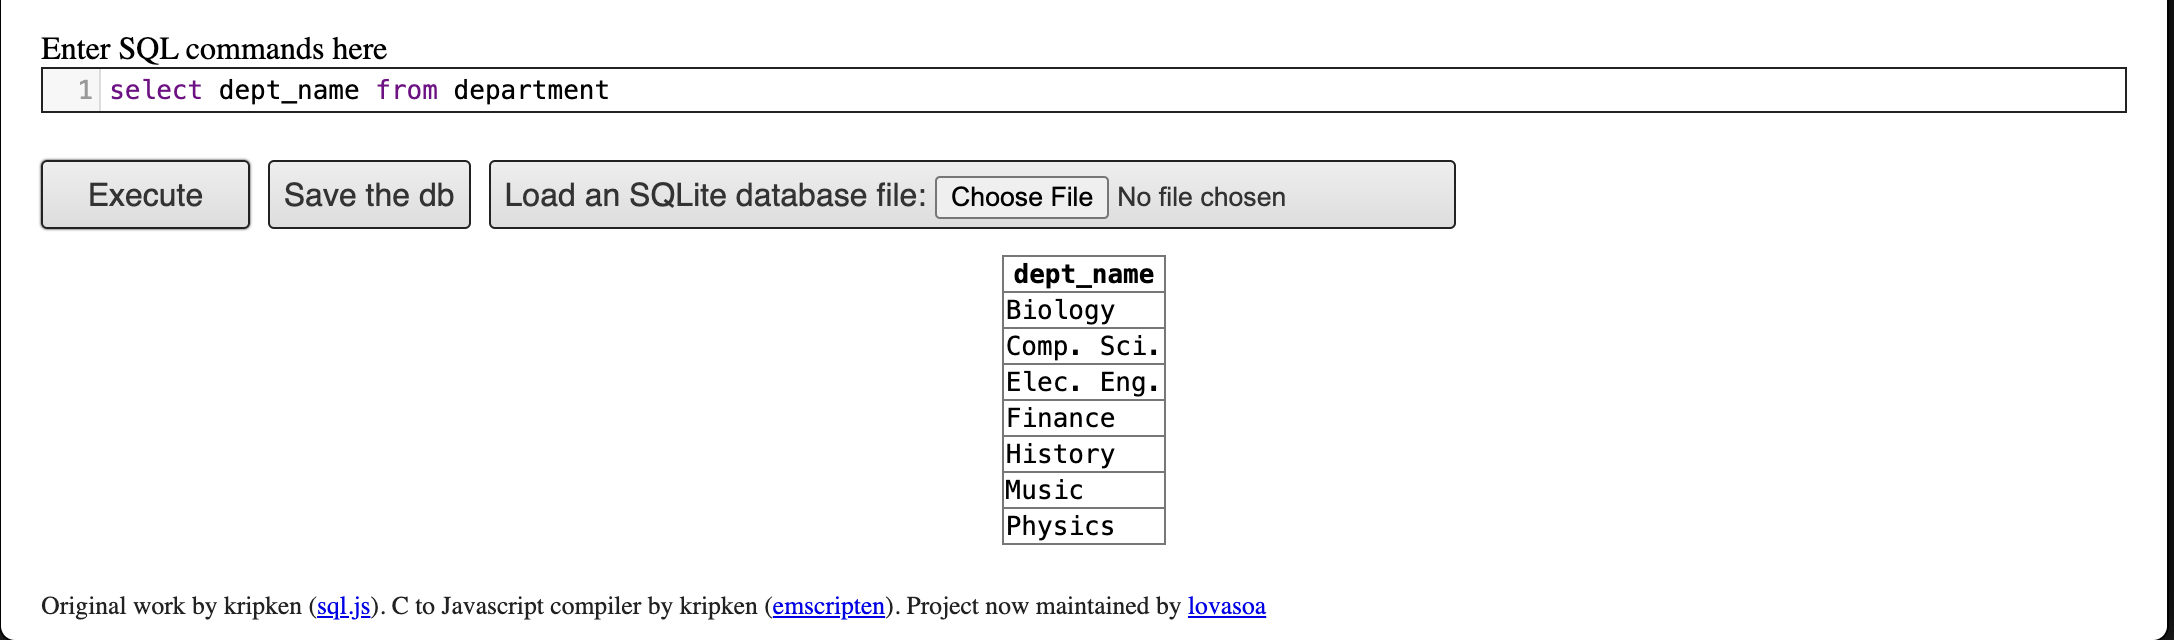 Enter SQL commands here
1 select dept_name from department
Execute Save the db Load an SQLite database file: Choose File No file chosen
dept_name
Biology
Comp. Sci.
Elec. Eng.
Finance
History
Music
Physics
Original work by kripken (sql.js). C to Javascript compiler by kripken (emscripten). Project now maintained by lovasoa